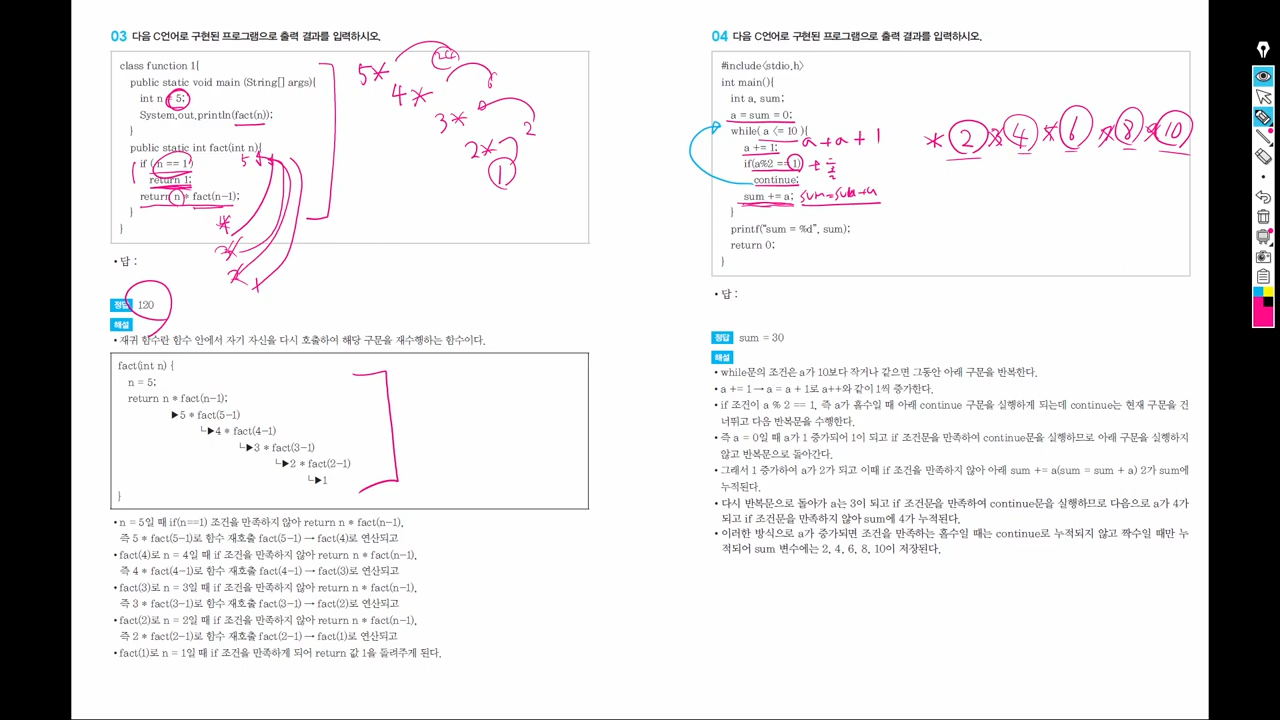 03 다음 C언어로 구현된 프로그램으로 출력 결과를 입력하시오.
class function 1{
public static void main (String[] args){
int n = 5;
System.out.println(fact(n));
}
public static int fact(int n){
if ( n == 1)
return 1;
return n * fact(n-1);
}
}
5*
4*
3*
2*
2
1
• 답 :
정답 120
해설
• 재귀 함수란 함수 안에서 자기 자신을 다시 호출하여 해당 구문을 재수행하는 함수이다.
fact(int n) {
n = 5;
return n * fact(n-1);
▶5 * fact(5-1)
└▶4 * fact(4-1)
└▶3 * fact(3-1)
└▶2 * fact(2-1)
└▶1
}
• n = 5일 때 if(n==1) 조건을 만족하지 않아 return n * fact(n-1),
즉 5 * fact(5-1)로 함수 재호출 fact(5-1) → fact(4)로 연산되고
• fact(4)로 n = 4일 때 if 조건을 만족하지 않아 return n * fact(n-1),
즉 4 * fact(4-1)로 함수 재호출 fact(4-1) → fact(3)로 연산되고
• fact(3)로 n = 3일 때 if 조건을 만족하지 않아 return n * fact(n-1),
즉 3 * fact(3-1)로 함수 재호출 fact(3-1) → fact(2)로 연산되고
• fact(2)로 n = 2일 때 if 조건을 만족하지 않아 return n * fact(n-1),
즉 2 * fact(2-1)로 함수 재호출 fact(2-1) → fact(1)로 연산되고
• fact(1)로 n = 1일 때 if 조건을 만족하게 되어 return 값 1을 돌려주게 된다.
04 다음 C언어로 구현된 프로그램으로 출력 결과를 입력하시오.
#include<stdio.h>
int main(){
int a, sum;
a = sum = 0;
while( a <= 10 ){
a += 1; a + a + 1
if(a%2 == 1)
continue;
sum += a; sum=sum+a
}
printf("sum = %d", sum);
return 0;
}
2 4 6 8 10
• 답 :
정답 sum = 30
해설
• while문의 조건은 a가 10보다 작거나 같으면 그동안 아래 구문을 반복한다.
• a += 1 → a = a + 1로 a++와 같이 1씩 증가한다.
• if 조건이 a % 2 == 1, 즉 a가 홀수일 때 아래 continue 구문을 실행하게 되는데 continue는 현재 구문을 건
너뛰고 다음 반복문을 수행한다.
• 즉 a = 0일 때 a가 1 증가되어 1이 되고 if 조건문을 만족하여 continue문을 실행하므로 아래 구문을 실행하지
않고 반복문으로 돌아간다.
• 그래서 1 증가하여 a가 2가 되고 이때 if 조건을 만족하지 않아 아래 sum += a(sum = sum + a) 2가 sum에
누적된다.
• 다시 반복문으로 돌아가 a는 3이 되고 if 조건문을 만족하여 continue문을 실행하므로 다음으로 a가 4가
되고 if 조건문을 만족하지 않아 sum에 4가 누적된다.
• 이러한 방식으로 a가 증가되면 조건을 만족하는 홀수일 때는 continue로 누적되지 않고 짝수일 때만 누
적되어 sum 변수에는 2, 4, 6, 8, 10이 저장된다.